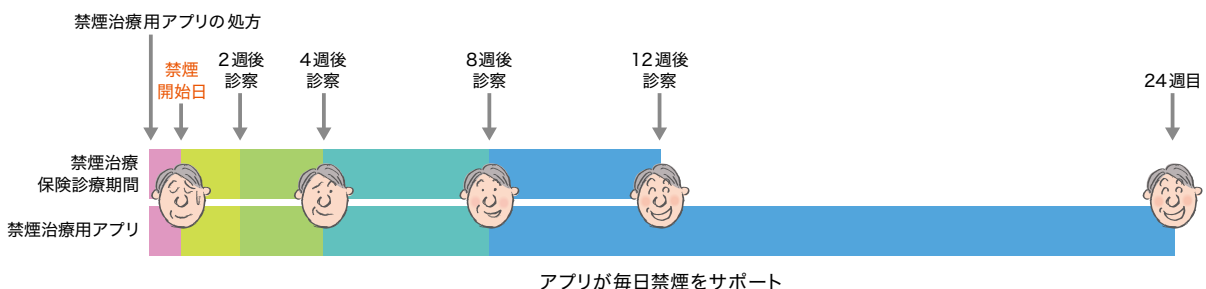 禁煙治療用アプリの処方
禁煙
開始日
2週後
診察
4週後
診察
8週後
診察
12週後
診察
24週目
禁煙治療
保険診療期間
禁煙治療用アプリ
アプリが毎日禁煙をサポート